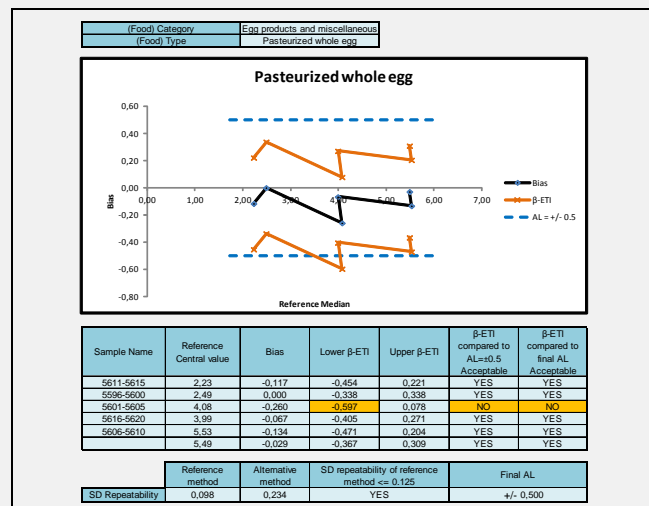 (Food) Category Egg products and miscellaneous
(Food) Type Pasteurized whole egg
Pasteurized whole egg
0,60
0,40
0,20
0,00
-0,20
-0,40
-0,60
-0,80
0,00 1,00 2,00 3,00 4,00 5,00 6,00 7,00
Bias
Reference Median
Bias
β-ETI
AL = +/- 0.5
Sample Name Reference Central value Bias Lower β-ETI Upper β-ETI β-ETI compared to AL=±0.5 Acceptable β-ETI compared to final AL Acceptable
5611-5615 2,23 -0,117 -0,454 0,221 YES YES
5596-5600 2,49 0,000 -0,338 0,338 YES YES
5601-5605 4,08 -0,260 -0,597 0,078 NO NO
5616-5620 3,99 -0,067 -0,405 0,271 YES YES
5606-5610 5,53 -0,134 -0,471 0,204 YES YES
5,49 -0,029 -0,367 0,309 YES YES
Reference method Alternative method SD repeatability of reference method <= 0.125 Final AL
SD Repeatability 0,098 0,234 YES +/- 0,500